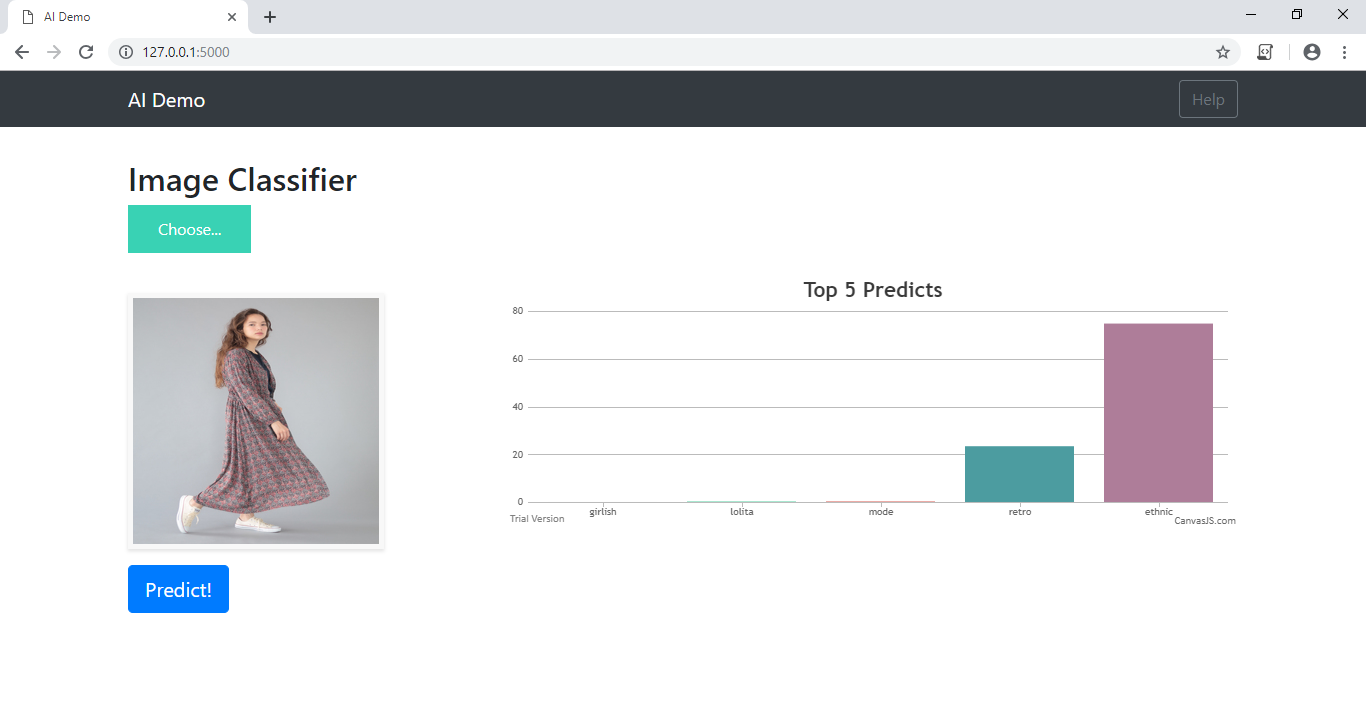 AI Demo
127.0.0.1:5000
AI Demo
Help
Image Classifier
Choose...
Top 5 Predicts
80
60
40
20
0
girlish lolita mode retro ethnic
Trial Version
CanvasJS.com
Predict!